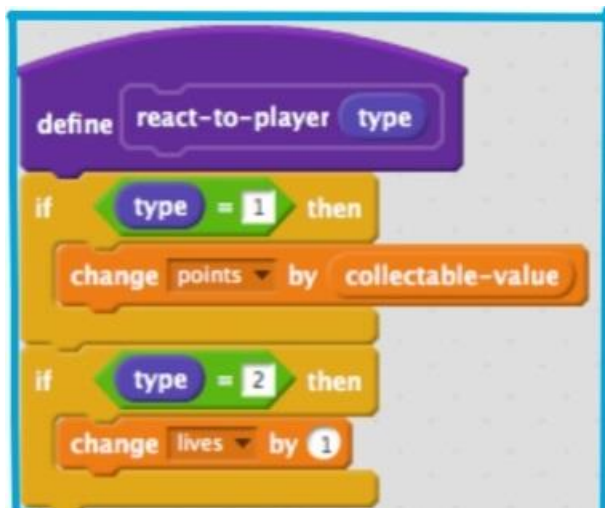 define react-to-player type
if type = 1 then
change points by collectable-value
if type = 2 then
change lives by 1